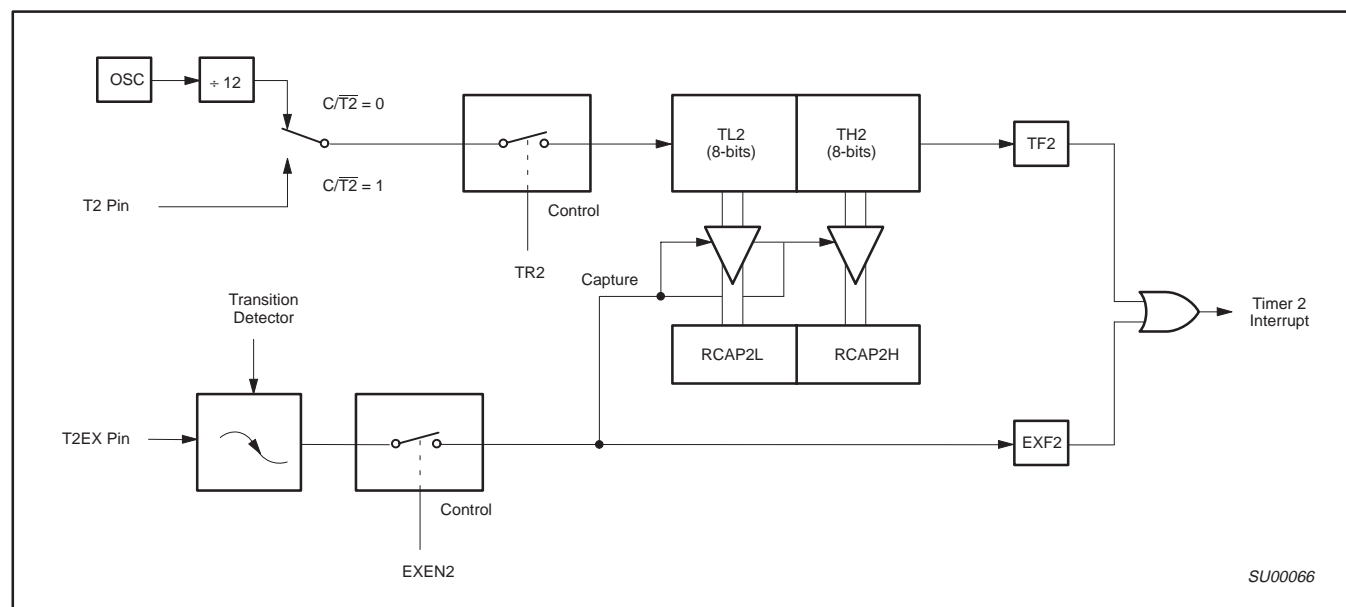 OSC
÷ 12
C/T2̅ = 0
C/T2̅ = 1
T2 Pin
Control
TR2
TL2
(8-bits)
TH2
(8-bits)
TF2
Capture
Transition
Detector
RCAP2L
RCAP2H
Timer 2
Interrupt
T2EX Pin
Control
EXEN2
EXF2
SU00066